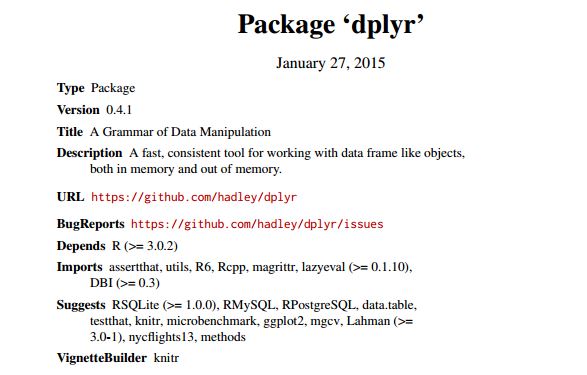 Package ‘dplyr’
January 27, 2015
Type Package
Version 0.4.1
Title A Grammar of Data Manipulation
Description A fast, consistent tool for working with data frame like objects,
both in memory and out of memory.
URL https://github.com/hadley/dplyr
BugReports https://github.com/hadley/dplyr/issues
Depends R (>= 3.0.2)
Imports assertthat, utils, R6, Rcpp, magrittr, lazyeval (>= 0.1.10),
DBI (>= 0.3)
Suggests RSQLite (>= 1.0.0), RMySQL, RPostgreSQL, data.table,
testthat, knitr, microbenchmark, ggplot2, mgcv, Lahman (>=
3.0-1), nycflights13, methods
VignetteBuilder knitr